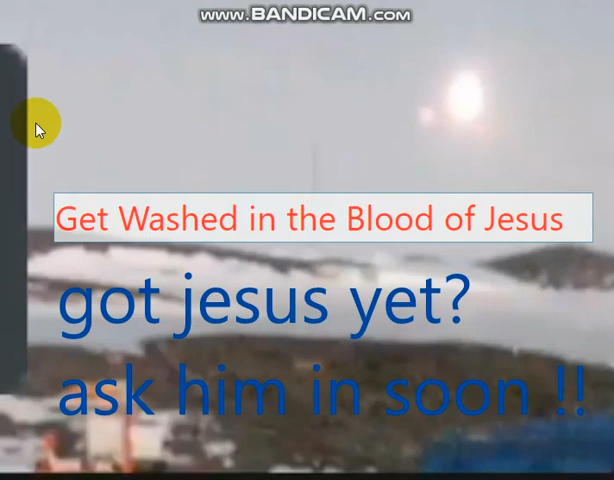 www.BANDICAM.com
Get Washed in the Blood of Jesus
got jesus yet?
ask him in soon !!